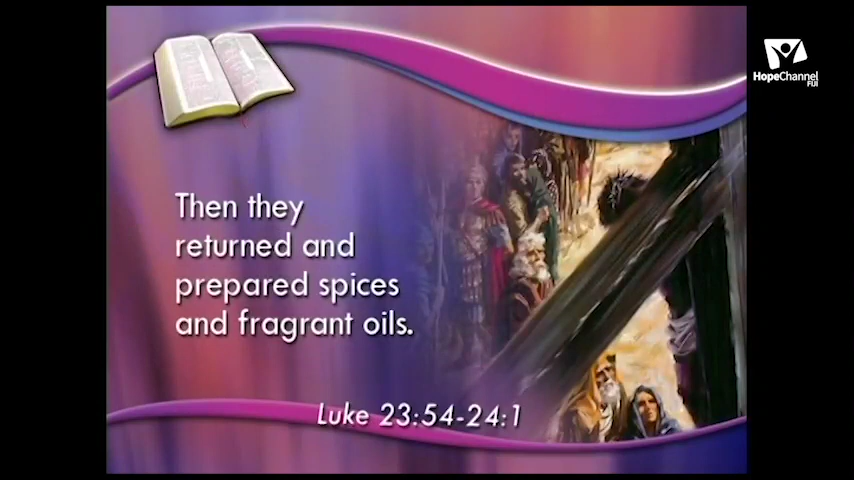 HopeChannel
FIJI
Then they
returned and
prepared spices
and fragrant oils.
Luke 23:54-24:1